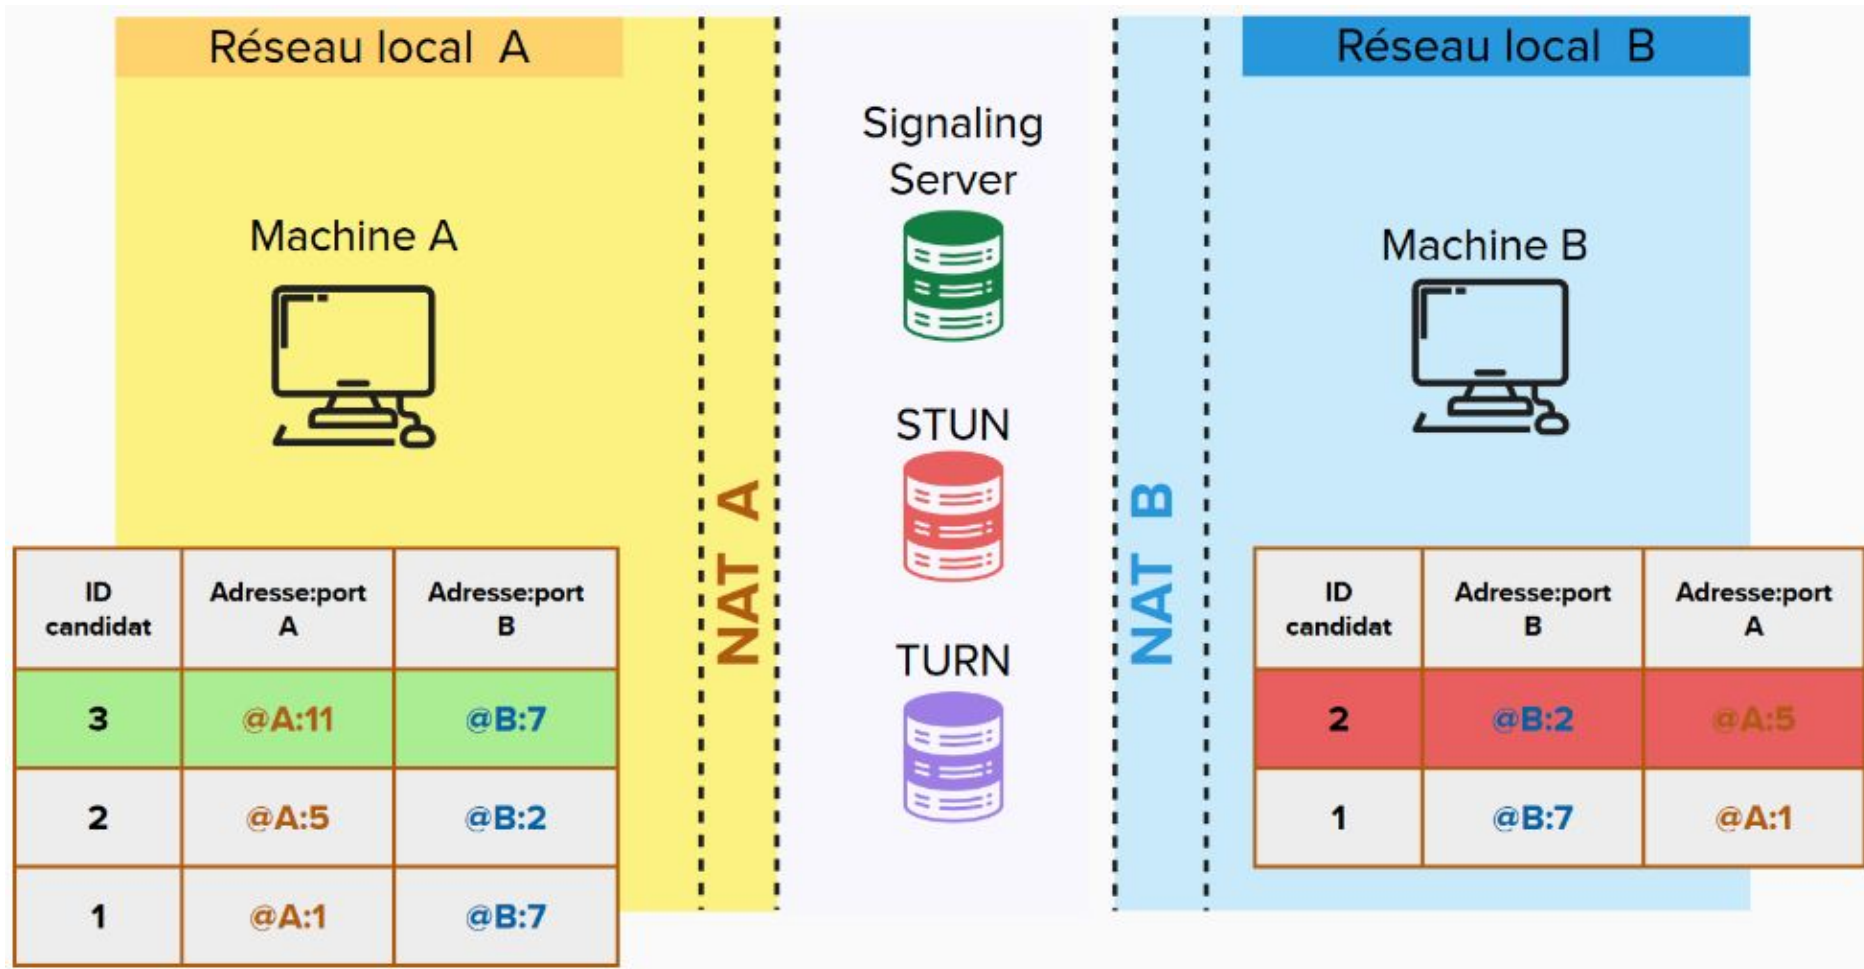 Réseau local A
Réseau local B
Signaling
Server
Machine A
Machine B
STUN
TURN
NAT A
NAT B
ID
candidat
Adresse:port
A
Adresse:port
B
3
@A:11
@B:7
2
@A:5
@B:2
1
@A:1
@B:7
ID
candidat
Adresse:port
B
Adresse:port
A
2
@B:2
@A:5
1
@B:7
@A:1